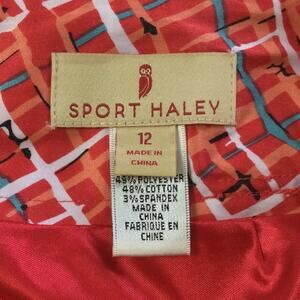 SPORT HALEY
12
MADE IN
CHINA
49% POLYESTER
48% COTTON
3% SPANDEX
MADE IN
CHINA
FABRIQUE EN
CHINE